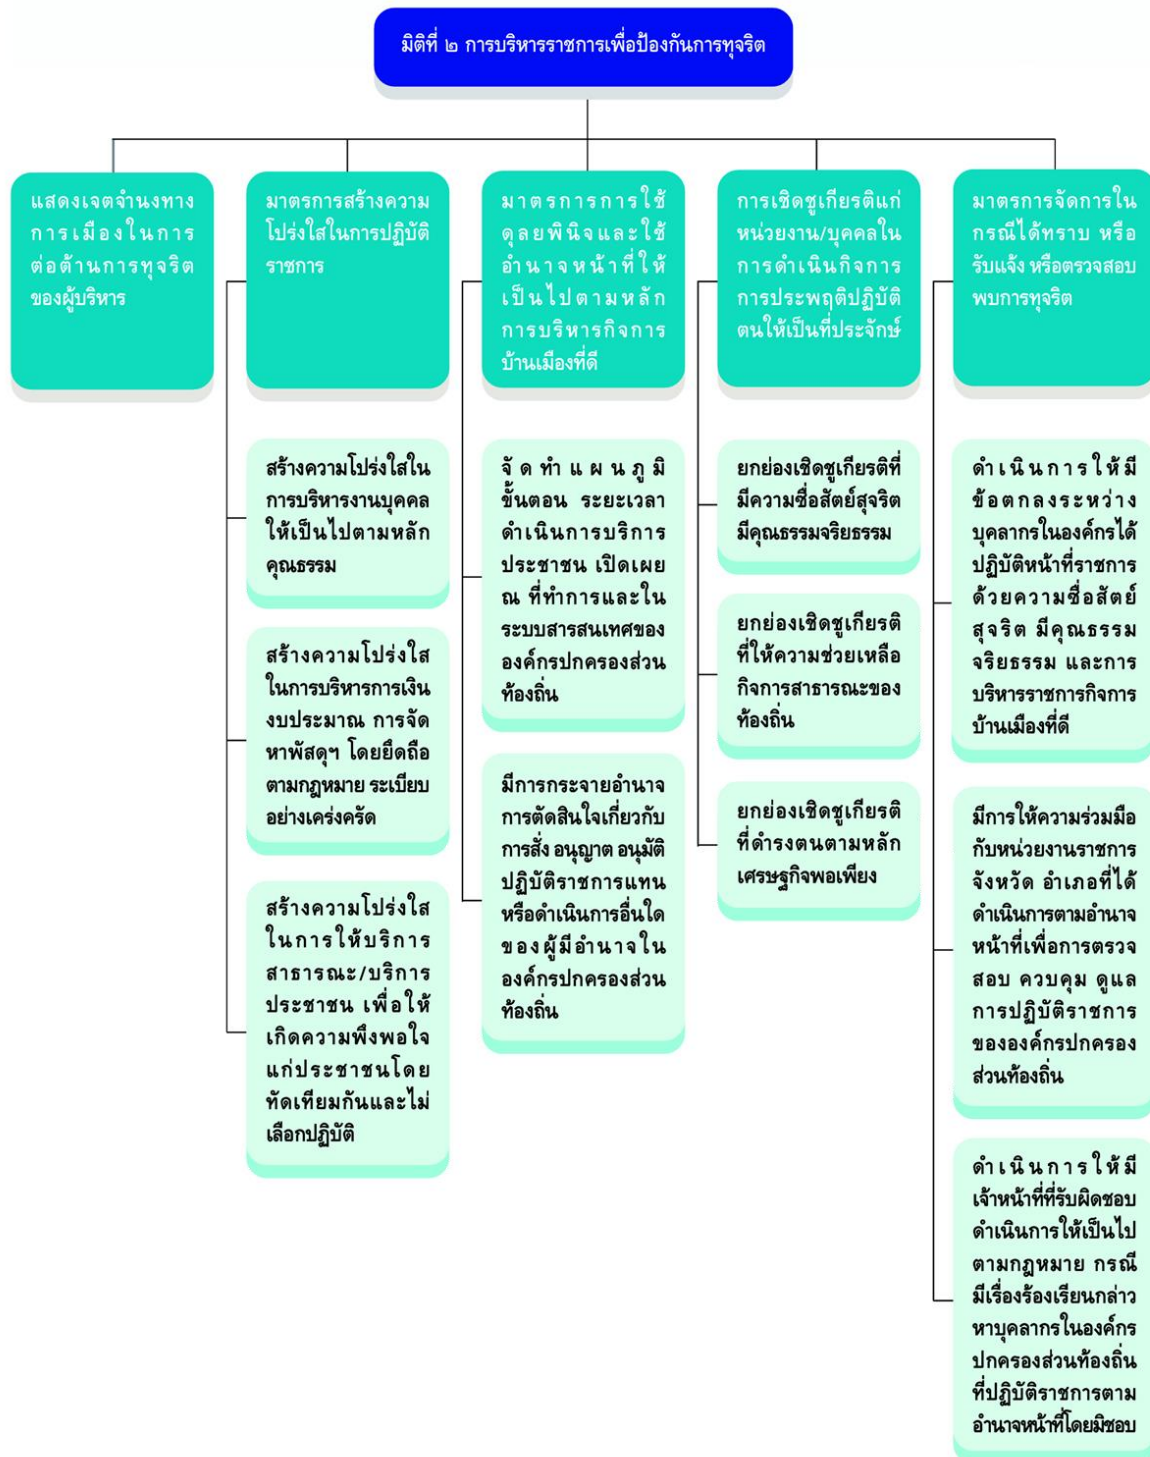 มิติที่ ๒ การบริหารราชการเพื่อป้องกันการทุจริต
แสดงเจตจำนงทาง
การเมืองในการ
ต่อต้านการทุจริต
ของผู้บริหาร
มาตรการสร้างความ
โปร่งใสในการปฏิบัติ
ราชการ
มาตรการการใช้
ดุลยพินิจและใช้
อำนาจหน้าที่ให้
เป็นไปตามหลัก
การบริหารกิจการ
บ้านเมืองที่ดี
การเชิดชูเกียรติแก่
หน่วยงาน/บุคคลใน
การดำเนินกิจการ
การประพฤติปฏิบัติ
ตนให้เป็นที่ประจักษ์
มาตรการจัดการใน
กรณีได้ทราบ หรือ
รับแจ้ง หรือตรวจสอบ
พบการทุจริต
สร้างความโปร่งใสใน
การบริหารงานบุคคล
ให้เป็นไปตามหลัก
คุณธรรม
สร้างความโปร่งใส
ในการบริหารการเงิน
งบประมาณ การจัด
หาพัสดุฯ โดยยึดถือ
ตามกฎหมาย ระเบียบ
อย่างเคร่งครัด
สร้างความโปร่งใส
ในการให้บริการ
สาธารณะ/บริการ
ประชาชน เพื่อให้
เกิดความพึงพอใจ
แก่ประชาชนโดย
ทัดเทียมกันและไม่
เลือกปฏิบัติ
จัดทำแผนภูมิ
ขั้นตอน ระยะเวลา
ดำเนินการบริการ
ประชาชน เปิดเผย
ณ ที่ทำการและใน
ระบบสารสนเทศของ
องค์กรปกครองส่วน
ท้องถิ่น
มีการกระจายอำนาจ
การตัดสินใจเกี่ยวกับ
การสั่ง อนุญาต อนุมัติ
ปฏิบัติราชการแทน
หรือดำเนินการอื่นใด
ของผู้มีอำนาจใน
องค์กรปกครองส่วน
ท้องถิ่น
ยกย่องเชิดชูเกียรติที่
มีความซื่อสัตย์สุจริต
มีคุณธรรมจริยธรรม
ยกย่องเชิดชูเกียรติ
ที่ให้ความช่วยเหลือ
กิจการสาธารณะของ
ท้องถิ่น
ยกย่องเชิดชูเกียรติ
ที่ดำรงตนตามหลัก
เศรษฐกิจพอเพียง
ดำเนินการให้มี
ข้อตกลงระหว่าง
บุคลากรในองค์กรได้
ปฏิบัติหน้าที่ราชการ
ด้วยความซื่อสัตย์
สุจริต มีคุณธรรม
จริยธรรม และการ
บริหารราชการกิจการ
บ้านเมืองที่ดี
มีการให้ความร่วมมือ
กับหน่วยงานราชการ
จังหวัด อำเภอที่ได้
ดำเนินการตามอำนาจ
หน้าที่เพื่อการตรวจ
สอบ ควบคุม ดูแล
การปฏิบัติราชการ
ขององค์กรปกครอง
ส่วนท้องถิ่น
ดำเนินการให้มี
เจ้าหน้าที่ที่รับผิดชอบ
ดำเนินการให้เป็นไป
ตามกฎหมาย กรณี
มีเรื่องร้องเรียนกล่าว
หาบุคลากรในองค์กร
ปกครองส่วนท้องถิ่น
ที่ปฏิบัติราชการตาม
อำนาจหน้าที่โดยมิชอบ